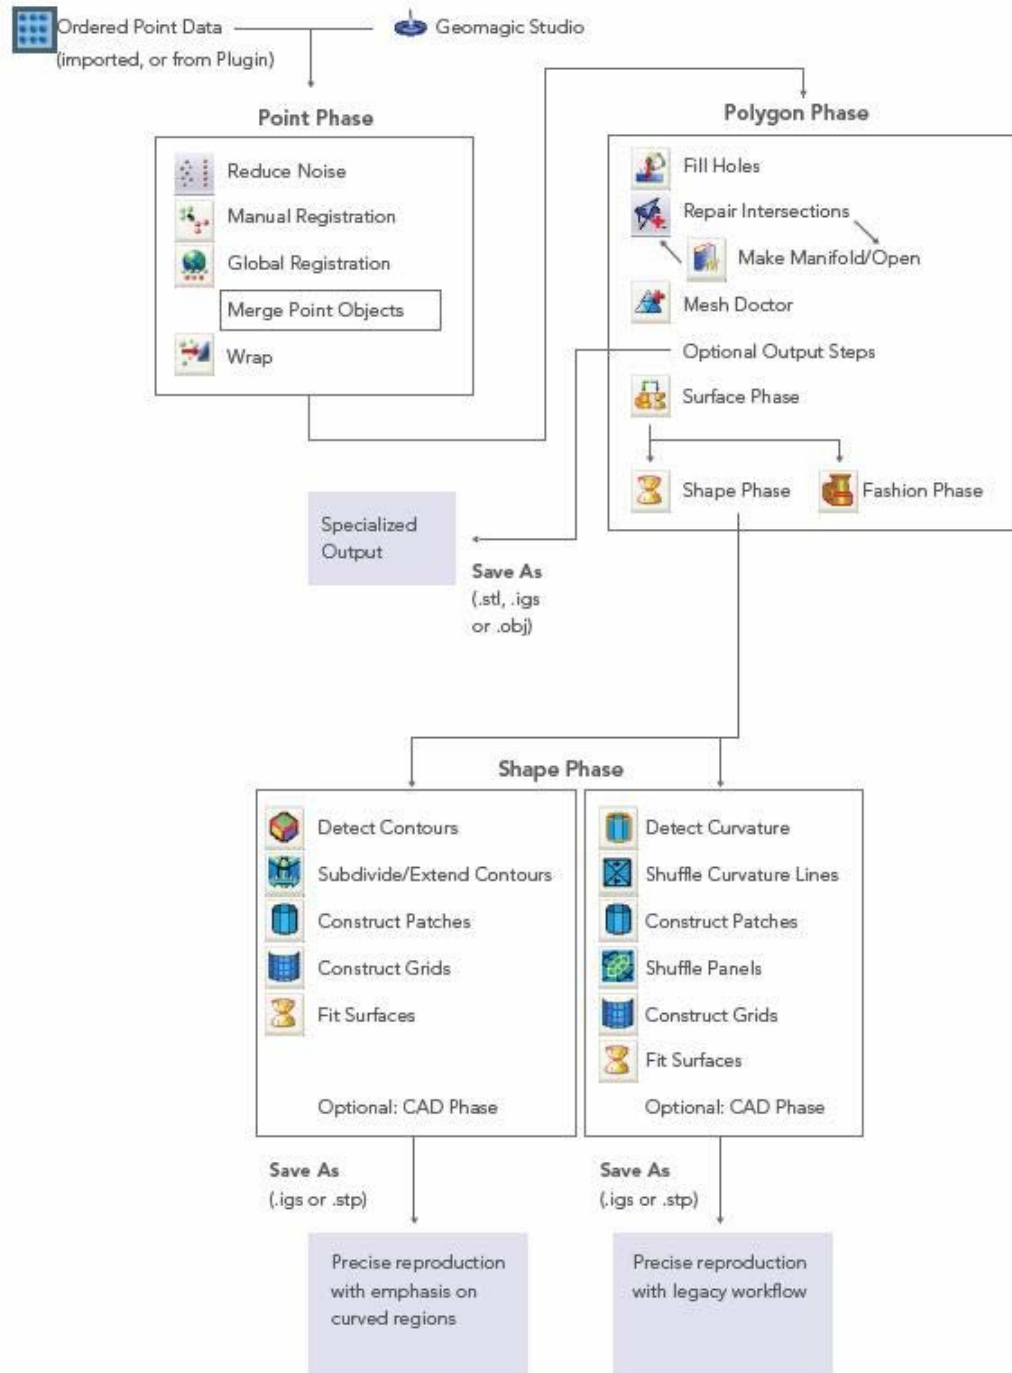 Ordered Point Data
(imported, or from Plugin)
Geomagic Studio
Point Phase
Reduce Noise
Manual Registration
Global Registration
Merge Point Objects
Wrap
Polygon Phase
Fill Holes
Repair Intersections
Make Manifold/Open
Mesh Doctor
Optional Output Steps
Surface Phase
Shape Phase
Fashion Phase
Specialized
Output
Save As
(.stl, .igs
or .obj)
Shape Phase
Detect Contours
Subdivide/Extend Contours
Construct Patches
Construct Grids
Fit Surfaces
Optional: CAD Phase
Detect Curvature
Shuffle Curvature Lines
Construct Patches
Shuffle Panels
Construct Grids
Fit Surfaces
Optional: CAD Phase
Save As
(.igs or .stp)
Save As
(.igs or .stp)
Precise reproduction
with emphasis on
curved regions
Precise reproduction
with legacy workflow